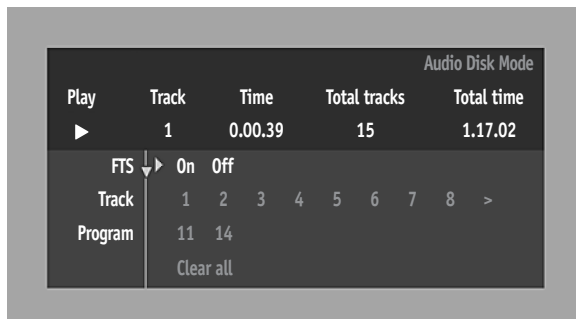 Audio Disk Mode
Play Track Time Total tracks Total time
1 0.00.39 15 1.17.02
FTS On Off
Track 1 2 3 4 5 6 7 8 >
Program 11 14
Clear all